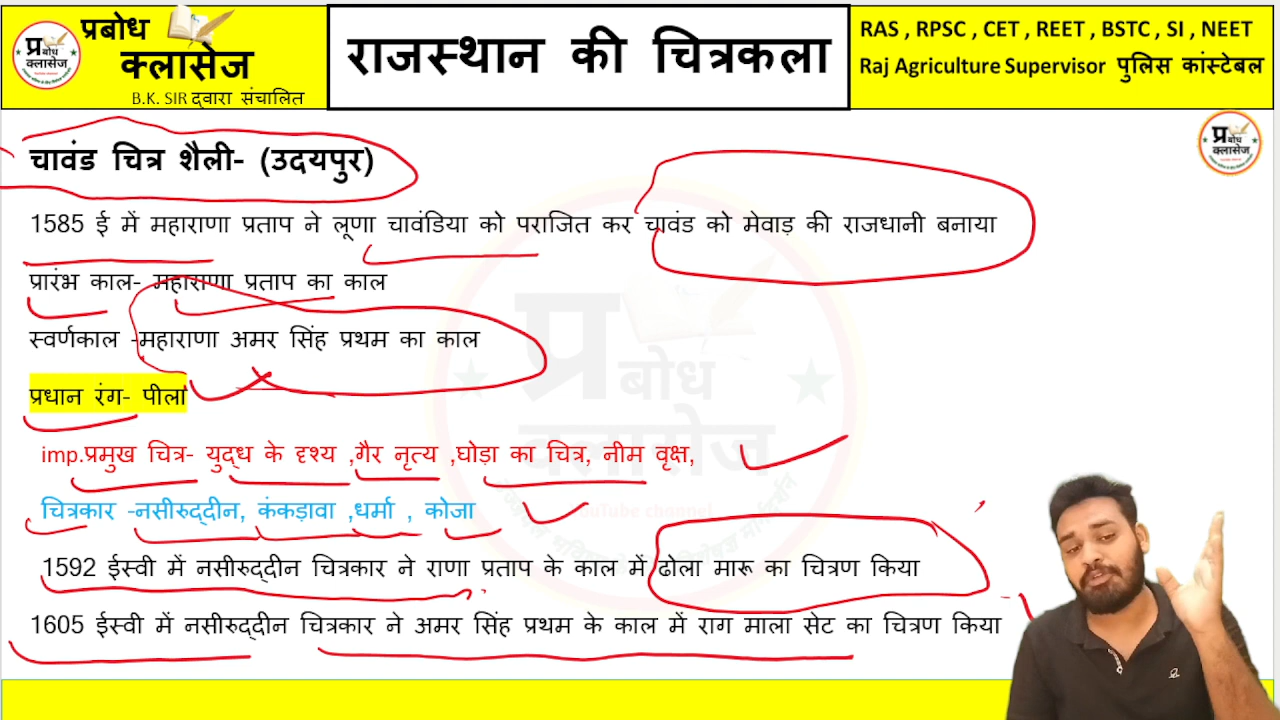 प्रबोध
क्लासेज
B.K. SIR द्वारा संचालित
प्र बोध क्लासेज
राजस्थान की चित्रकला
RAS , RPSC , CET , REET , BSTC , SI , NEET
Raj Agriculture Supervisor पुलिस कांस्टेबल
प्र बोध क्लासेज
चावंड चित्र शैली- (उदयपुर)
1585 ई में महाराणा प्रताप ने लूणा चावंडिया को पराजित कर चावंड को मेवाड़ की राजधानी बनाया
प्रारंभ काल- महाराणा प्रताप का काल
स्वर्णकाल -महाराणा अमर सिंह प्रथम का काल
प्रधान रंग- पीला
imp.प्रमुख चित्र- युद्ध के दृश्य ,गैर नृत्य ,घोड़ा का चित्र, नीम वृक्ष,
चित्रकार -नसीरुद्दीन, कंकड़ावा ,धर्मा , कोजा
1592 ईस्वी में नसीरुद्दीन चित्रकार ने राणा प्रताप के काल में ढोला मारू का चित्रण किया
1605 ईस्वी में नसीरुद्दीन चित्रकार ने अमर सिंह प्रथम के काल में राग माला सेट का चित्रण किया
प्र बोध
क्लासेज
YouTube channel